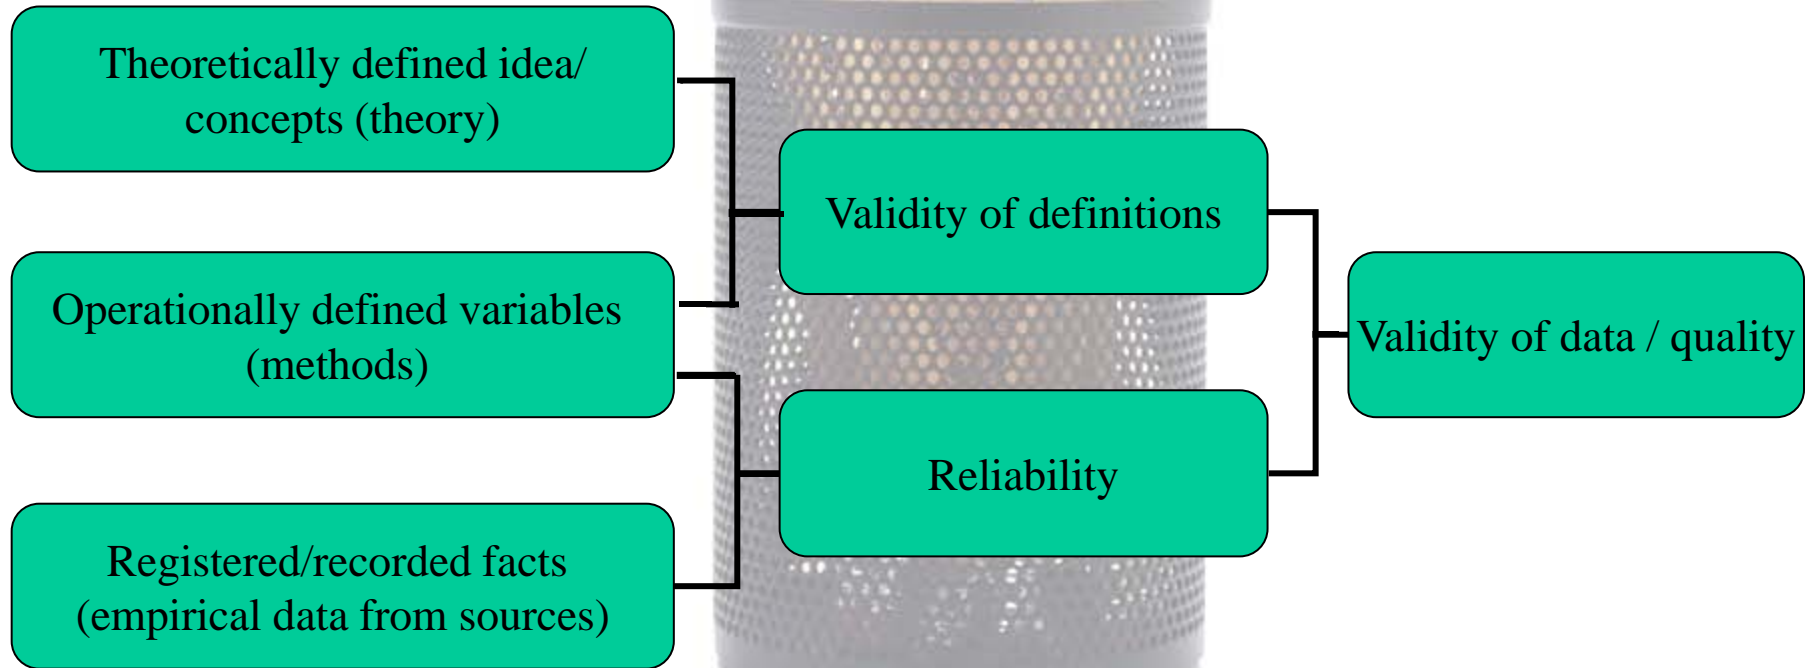 Theoretically defined idea/
concepts (theory)
Operationally defined variables
(methods)
Registered/recorded facts
(empirical data from sources)
Validity of definitions
Reliability
Validity of data / quality